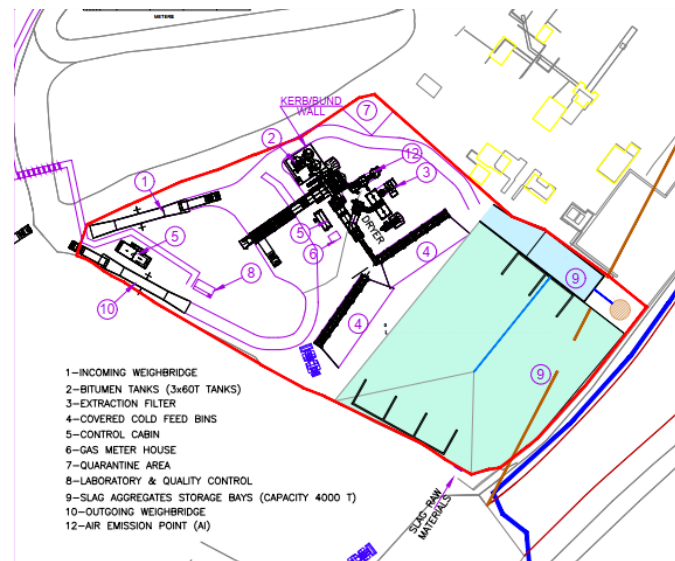 METERS
KERB/BUND
WALL
7
2
12
3
1
DRYER
5
6
5
4
9
8
10
4
9
1-INCOMING WEIGHBRIDGE
2-BITUMEN TANKS (3x60T TANKS)
3-EXTRACTION FILTER
4-COVERED COLD FEED BINS
5-CONTROL CABIN
6-GAS METER HOUSE
7-QUARANTINE AREA
8-LABORATORY & QUALITY CONTROL
9-SLAG AGGREGATES STORAGE BAYS (CAPACITY 4000 T)
10-OUTGOING WEIGHBRIDGE
12-AIR EMISSION POINT (AI)
SLAG RAW
MATERIALS